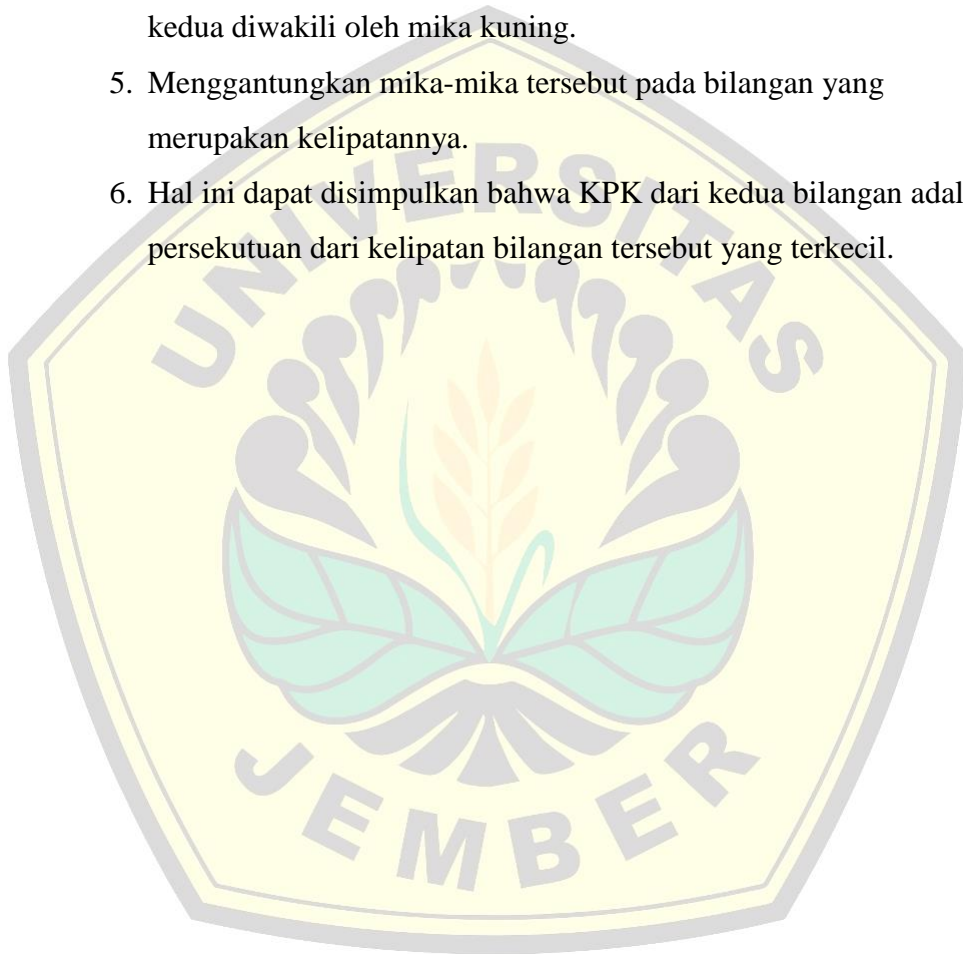 kedua diwakili oleh mika kuning.
5. Menggantungkan mika-mika tersebut pada bilangan yang
merupakan kelipatannya.
6. Hal ini dapat disimpulkan bahwa KPK dari kedua bilangan adal
persekutuan dari kelipatan bilangan tersebut yang terkecil.
UNIVERSITAS
JEMBER